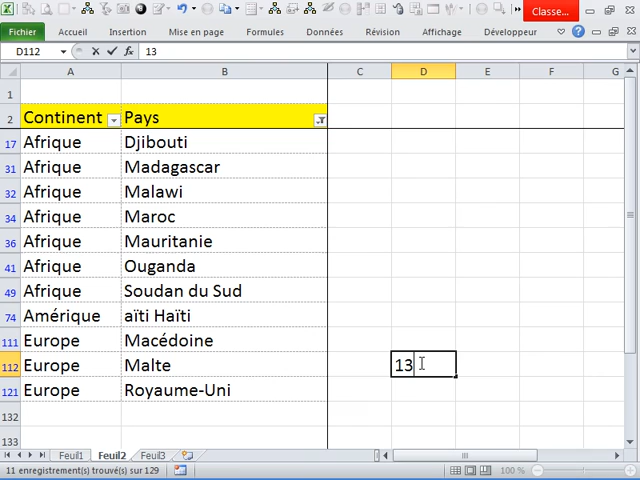 Classe...
Fichier Accueil Insertion Mise en page Formules Données Révision Affichage Développeur
D112 fx 13
A B C D E F G
1
2 Continent Pays
17 Afrique Djibouti
31 Afrique Madagascar
32 Afrique Malawi
34 Afrique Maroc
36 Afrique Mauritanie
41 Afrique Ouganda
49 Afrique Soudan du Sud
74 Amérique aïti Haïti
111 Europe Macédoine
112 Europe Malte 13
121 Europe Royaume-Uni
132
133
Feuil1 Feuil2 Feuil3
11 enregistrement(s) trouvé(s) sur 129 100 %